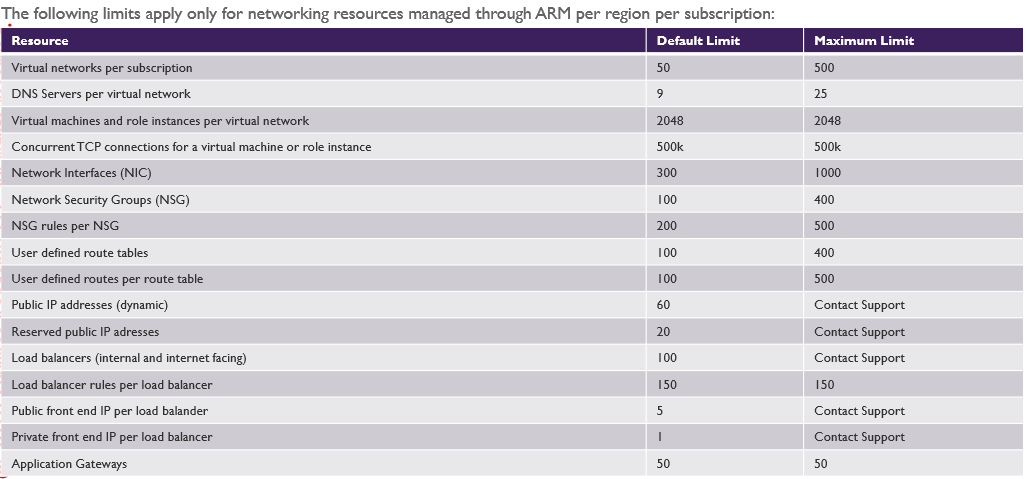 The following limits apply only for networking resources managed through ARM per region per subscription:
Resource Default Limit Maximum Limit
Virtual networks per subscription 50 500
DNS Servers per virtual network 9 25
Virtual machines and role instances per virtual network 2048 2048
Concurrent TCP connections for a virtual machine or role instance 500k 500k
Network Interfaces (NIC) 300 1000
Network Security Groups (NSG) 100 400
NSG rules per NSG 200 500
User defined route tables 100 400
User defined routes per route table 100 500
Public IP addresses (dynamic) 60 Contact Support
Reserved public IP adresses 20 Contact Support
Load balancers (internal and internet facing) 100 Contact Support
Load balancer rules per load balancer 150 150
Public front end IP per load balander 5 Contact Support
Private front end IP per load balancer 1 Contact Support
Application Gateways 50 50